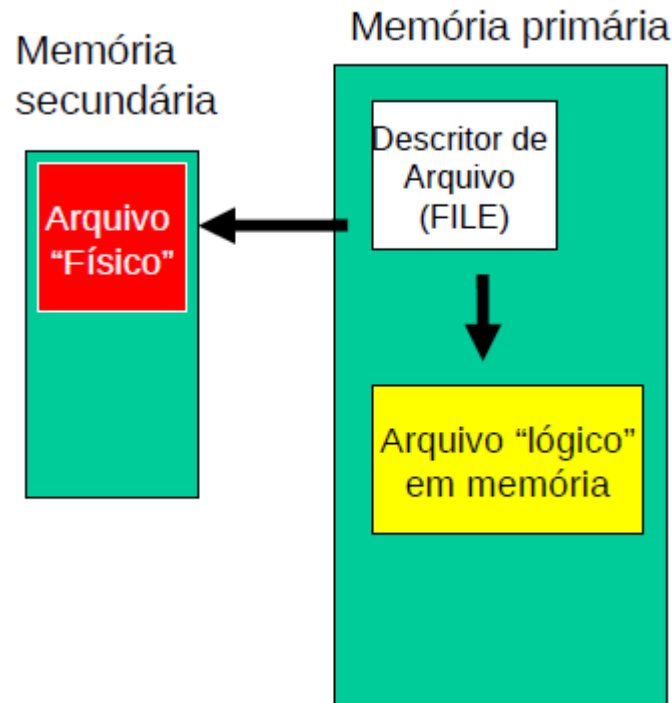 Memória
secundária
Memória primária
Descritor de
Arquivo
(FILE)
Arquivo
“Físico”
Arquivo “lógico”
em memória